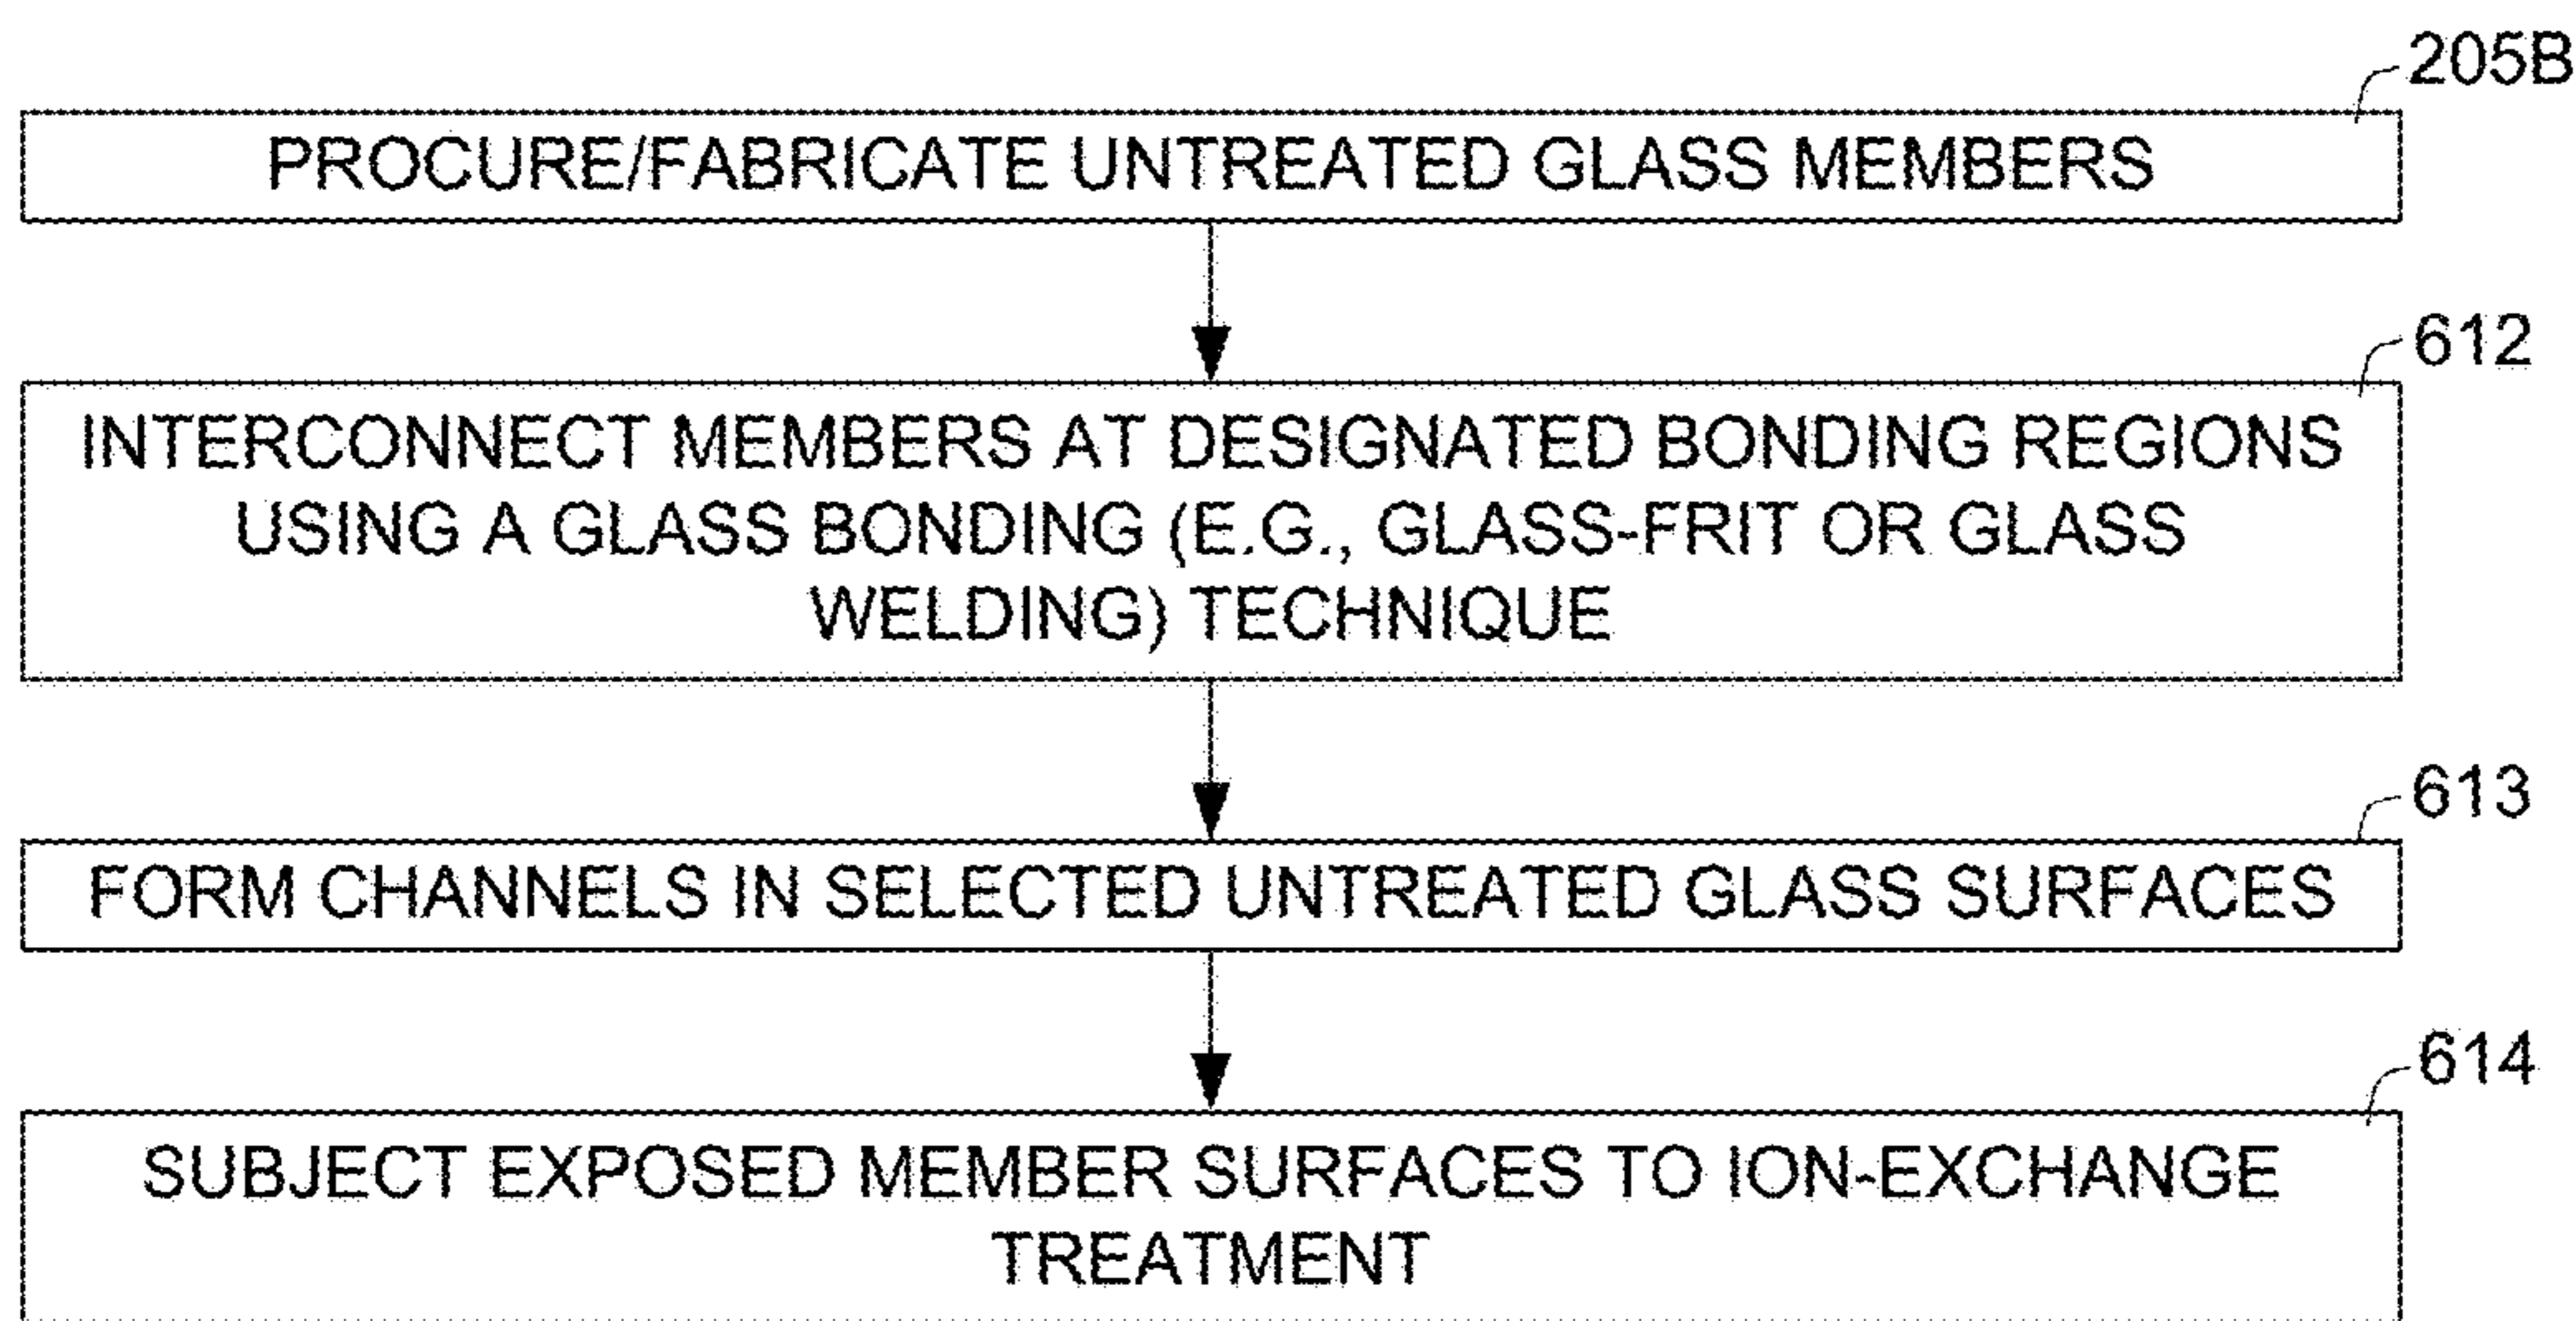 205B
PROCURE/FABRICATE UNTREATED GLASS MEMBERS
612
INTERCONNECT MEMBERS AT DESIGNATED BONDING REGIONS
USING A GLASS BONDING (E.G., GLASS-FRIT OR GLASS
WELDING) TECHNIQUE
613
FORM CHANNELS IN SELECTED UNTREATED GLASS SURFACES
614
SUBJECT EXPOSED MEMBER SURFACES TO ION-EXCHANGE
TREATMENT